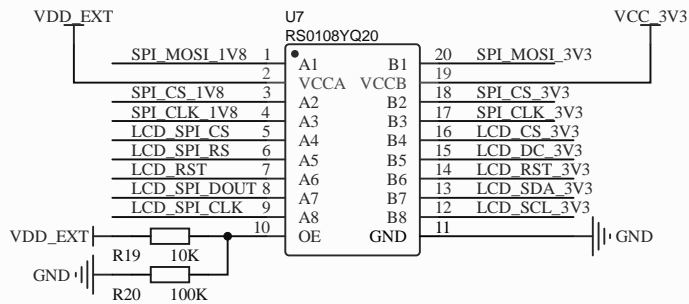 VDD_EXT U7 VCC_3V3
RS0108YQ20
SPI_MOSI_1V8 1 A1 B1 20 SPI_MOSI_3V3
2 VCCA VCCB 19
SPI_CS_1V8 3 A2 B2 18 SPI_CS_3V3
SPI_CLK_1V8 4 A3 B3 17 SPI_CLK_3V3
LCD_SPI_CS 5 A4 B4 16 LCD_CS_3V3
LCD_SPI_RS 6 A5 B5 15 LCD_DC_3V3
LCD_RST 7 A6 B6 14 LCD_RST_3V3
LCD_SPI_DOUT 8 A7 B7 13 LCD_SDA_3V3
LCD_SPI_CLK 9 A8 B8 12 LCD_SCL_3V3
VDD_EXT 10 OE GND 11 GND
R19 10K
GND
R20 100K